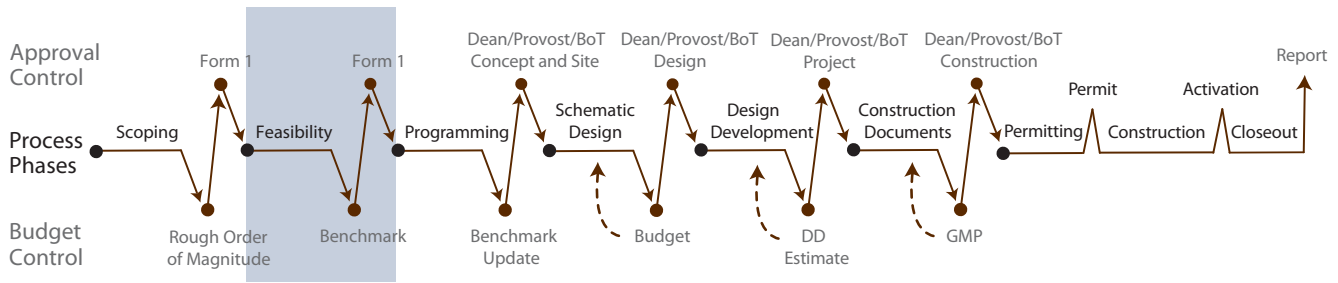 Approval
Control
Form 1
Form 1
Dean/Provost/BoT
Concept and Site
Dean/Provost/BoT
Design
Dean/Provost/BoT
Project
Dean/Provost/BoT
Construction
Report
Process
Phases
Scoping
Feasibility
Programming
Schematic
Design
Design
Development
Construction
Documents
Permitting
Permit
Construction
Activation
Closeout
Budget
Control
Rough Order
of Magnitude
Benchmark
Benchmark
Update
Budget
DD
Estimate
GMP